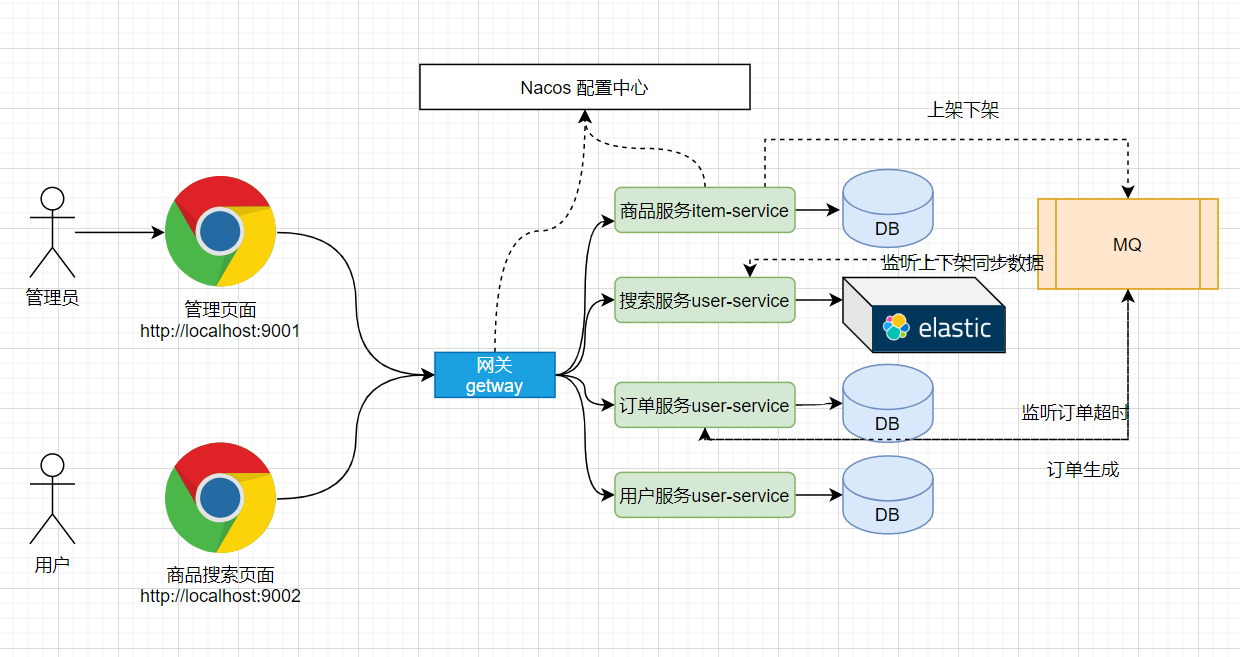 Nacos 配置中心
上架下架
商品服务item-service
DB
MQ
管理员
管理页面
http://localhost:9001
监听上下架同步数据
搜索服务user-service
elastic
网关
getway
订单服务user-service
DB
监听订单超时
订单生成
用户服务user-service
DB
用户
商品搜索页面
http://localhost:9002